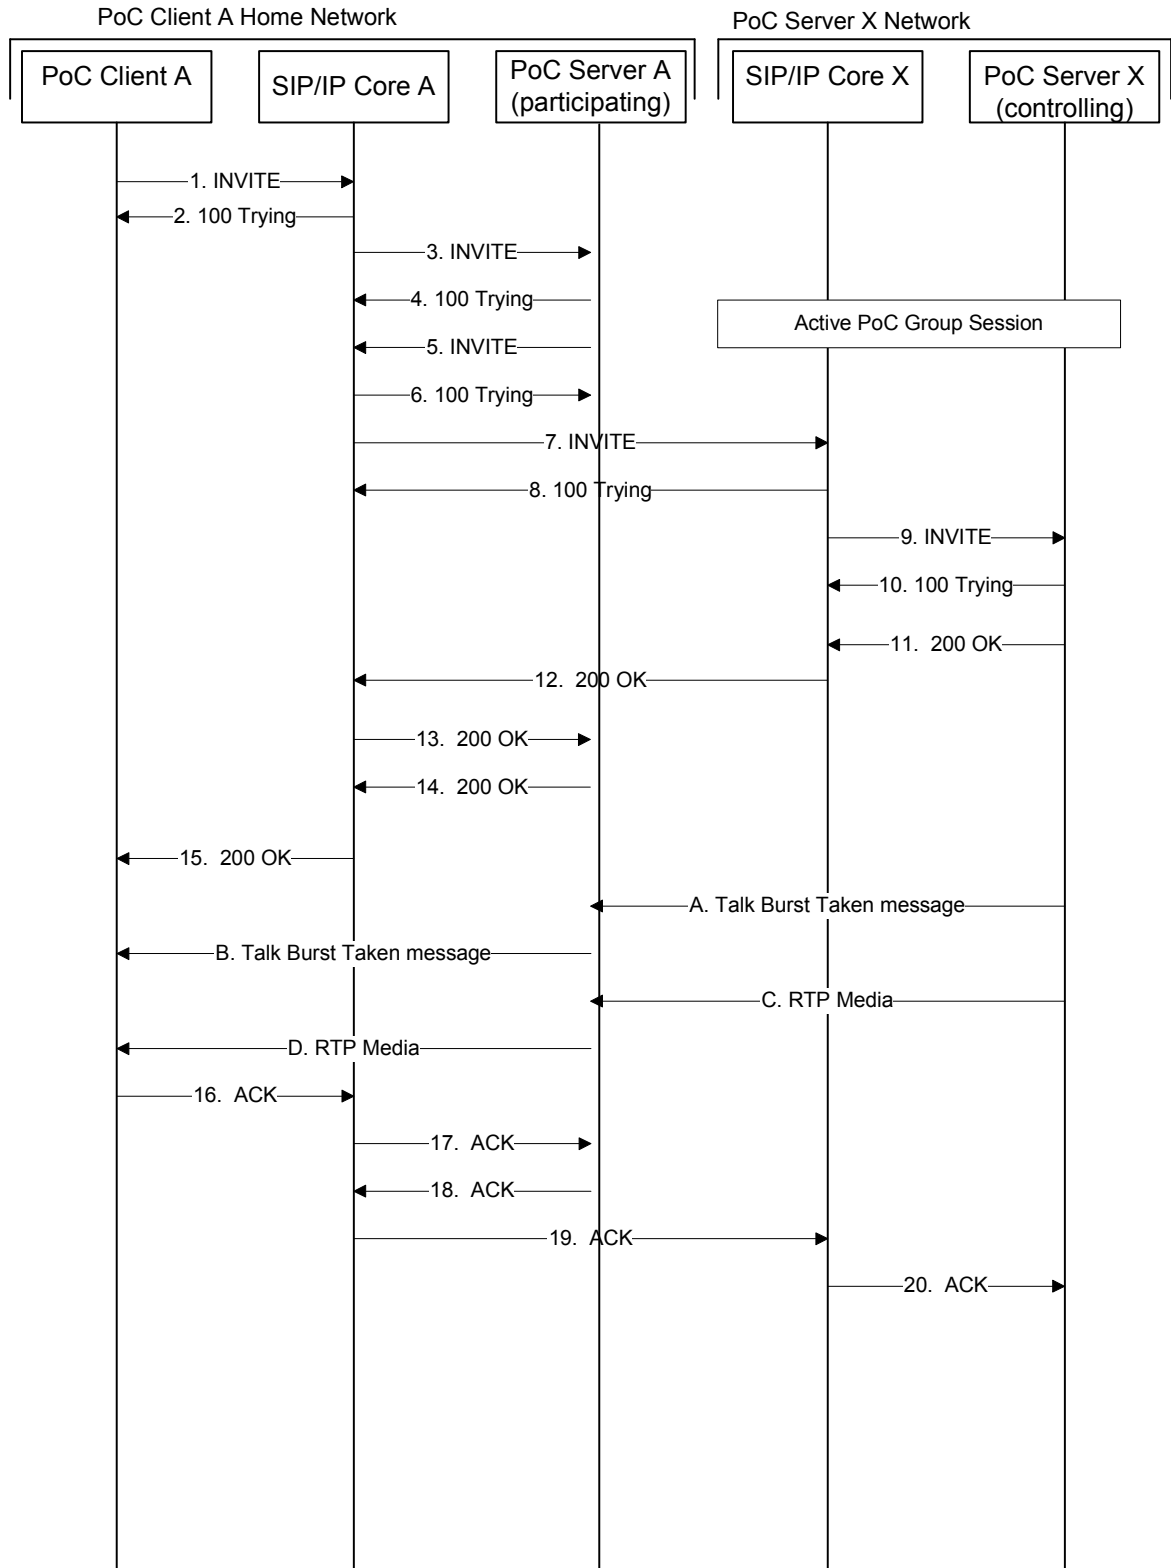 PoC Client A Home Network
PoC Server X Network
PoC Client A
SIP/IP Core A
PoC Server A
(participating)
SIP/IP Core X
PoC Server X
(controlling)
1. INVITE
2. 100 Trying
3. INVITE
4. 100 Trying
Active PoC Group Session
5. INVITE
6. 100 Trying
7. INVITE
8. 100 Trying
9. INVITE
10. 100 Trying
11.  200 OK
12.  200 OK
13.  200 OK
14.  200 OK
15.  200 OK
A. Talk Burst Taken message
B. Talk Burst Taken message
C. RTP Media
D. RTP Media
16.  ACK
17.  ACK
18.  ACK
19.  ACK
20.  ACK